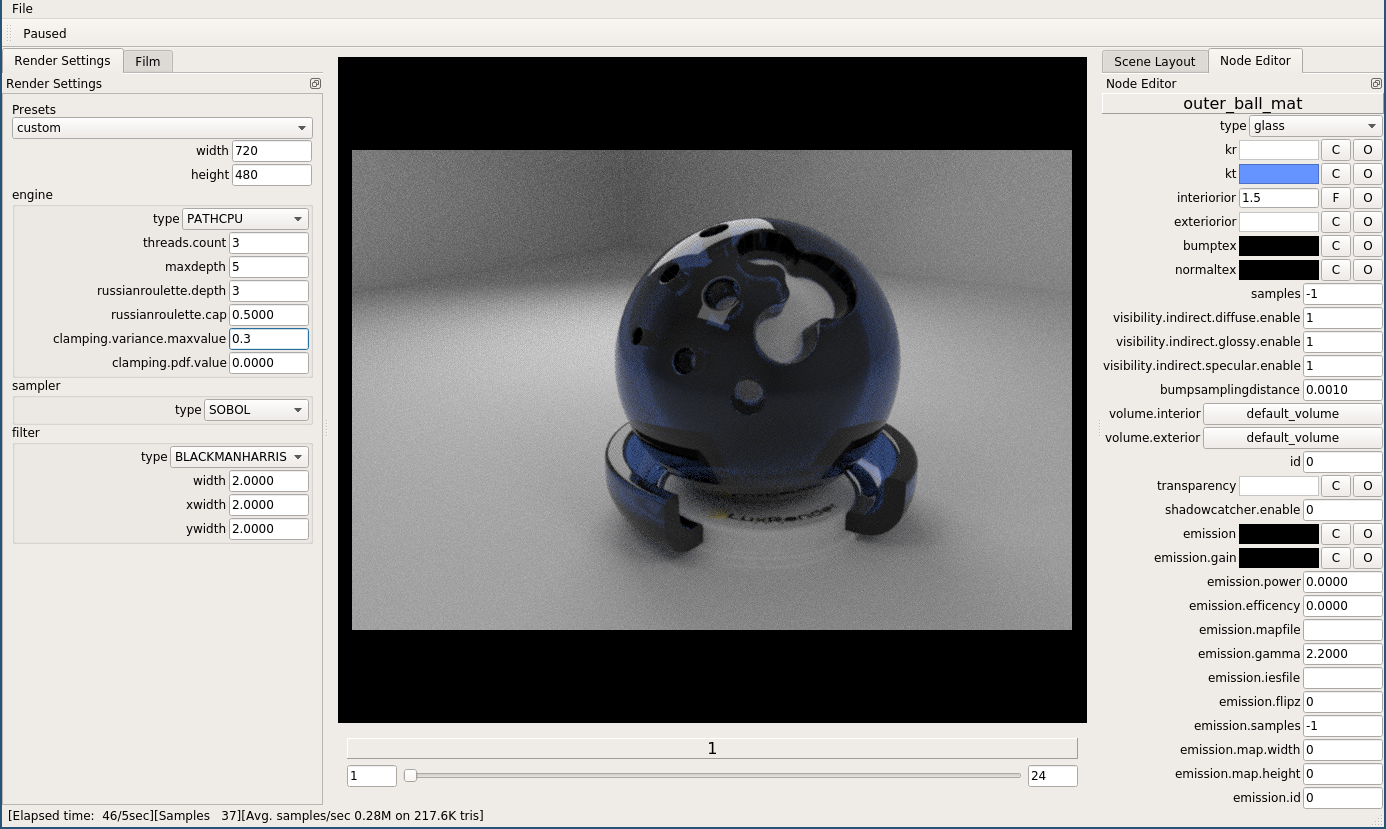 File
Paused
Render Settings Film
Render Settings
Presets
custom
width 720
height 480
engine
type PATHCPU
threads.count 3
maxdepth 5
russianroulette.depth 3
russianroulette.cap 0.5000
clamping.variance.maxvalue 0.3
clamping.pdf.value 0.0000
sampler
type SOBOL
filter
type BLACKMANHARRIS
width 2.0000
xwidth 2.0000
ywidth 2.0000
LuxRender
1
1 24
Scene Layout Node Editor
Node Editor
outer_ball_mat
type glass
kr C O
kt C O
interiorior 1.5 F O
exteriorior C O
bumptex C O
normaltex C O
samples -1
visibility.indirect.diffuse.enable 1
visibility.indirect.glossy.enable 1
visibility.indirect.specular.enable 1
bumpsamplingdistance 0.0010
volume.interior default_volume
volume.exterior default_volume
id 0
transparency C O
shadowcatcher.enable 0
emission C O
emission.gain C O
emission.power 0.0000
emission.efficency 0.0000
emission.mapfile
emission.gamma 2.2000
emission.iesfile
emission.flipz 0
emission.samples -1
emission.map.width 0
emission.map.height 0
emission.id 0
[Elapsed time:  46/5sec][Samples   37][Avg. samples/sec 0.28M on 217.6K tris]